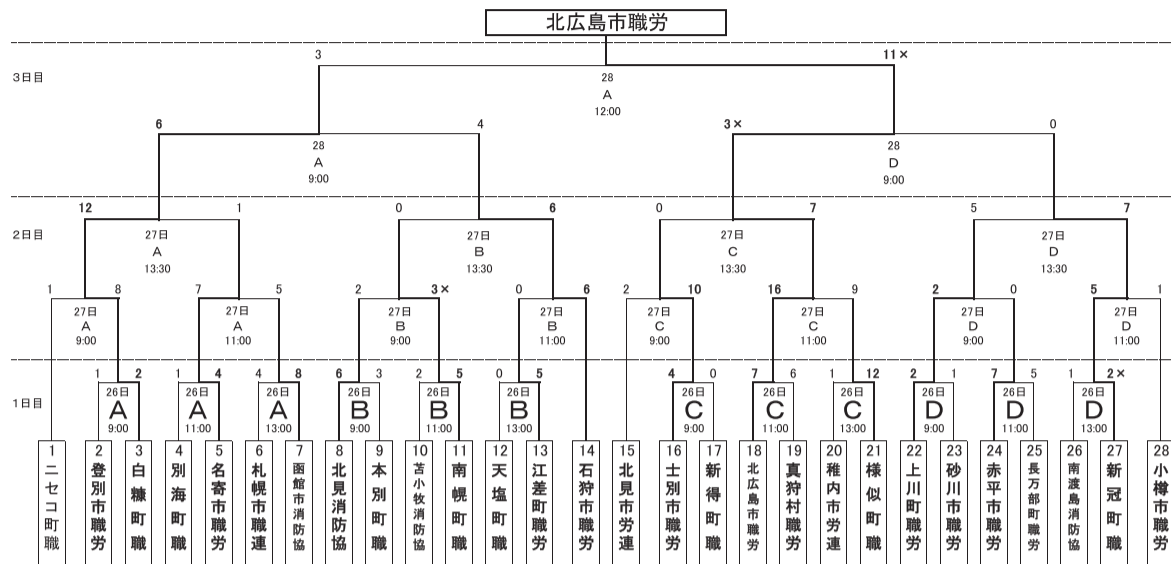 北広島市職労
3 11×
3日目
28
A
12:00
6 4 3× 0
28 28
A D
9:00 9:00
12 1 0 6 0 7 5 7
2日目
27日 27日 27日 27日
A B C D
13:30 13:30 13:30 13:30
1 8 7 5 2 3× 0 6 2 10 16 9 2 0 5 1
27日 27日 27日 27日 27日 27日 27日 27日
A A B B C C D D
9:00 11:00 9:00 11:00 9:00 11:00 9:00 11:00
1 2 1 4 4 8 6 3 2 5 0 5 4 0 7 6 1 12 2 1 7 5 1 2×
1日目
26日 26日 26日 26日 26日 26日 26日 26日 26日 26日 26日 26日
A A A B B B C C C D D D
9:00 11:00 13:00 9:00 11:00 13:00 9:00 11:00 13:00 9:00 11:00 13:00
1 ニセコ町職
2 登別市職労
3 白糠町職
4 別海町職
5 名寄市職労
6 札幌市職連
7 函館市消防協
8 北見消防協
9 本別町職
10 苫小牧消防協
11 南幌町職
12 天塩町職
13 江差町職労
14 石狩市職労
15 北見市労連
16 士別市職労
17 新得町職
18 北広島市職労
19 真狩村職労
20 稚内市労連
21 様似町職
22 上川町職労
23 砂川市職労
24 赤平市職労
25 長万部町職労
26 南渡島消防協
27 新冠町職
28 小樽市職労